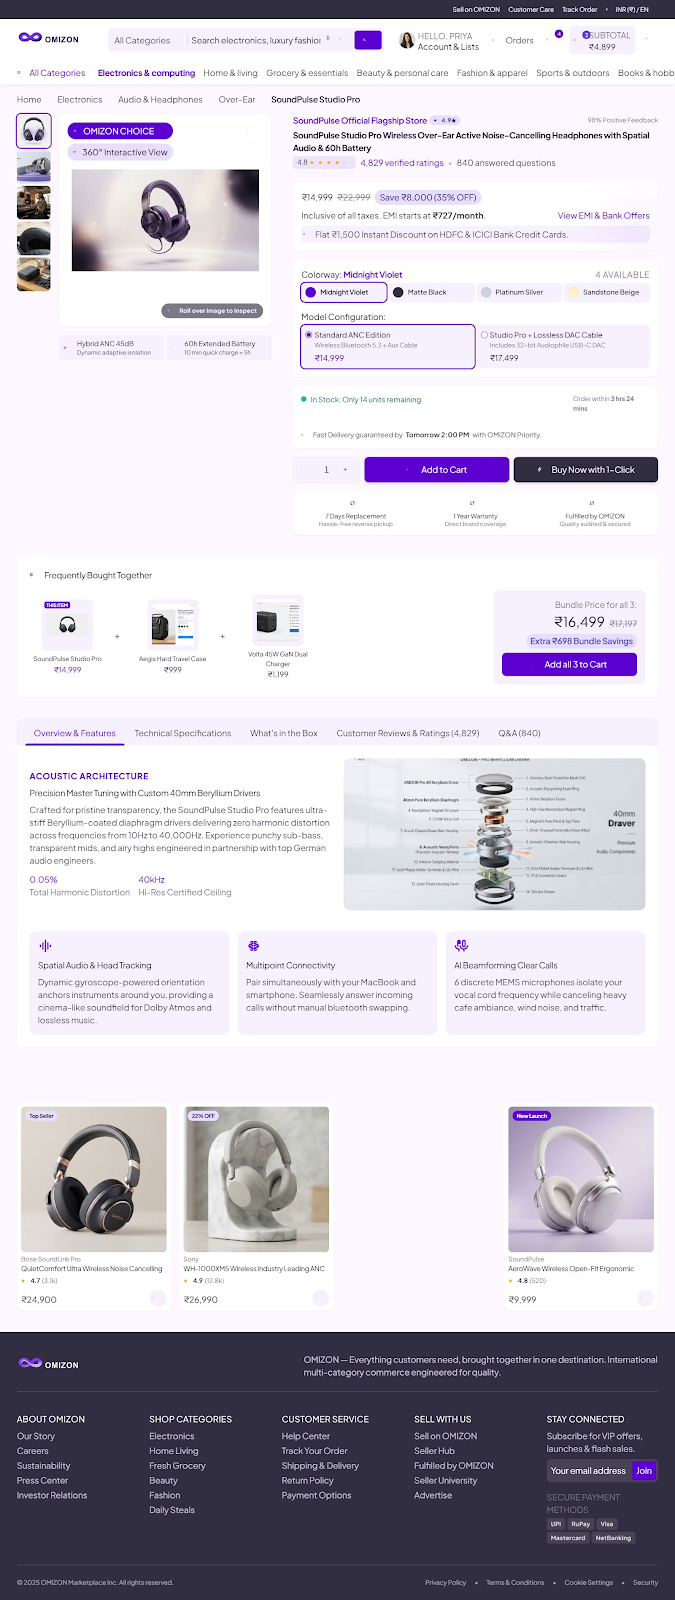 Sell on OMIZON Customer Care Track Order • INR (₹) / EN
OMIZON
All Categories
Search electronics, luxury fashion
HELLO, PRIYA
Account & Lists
Orders
4
3
SUBTOTAL
₹4,899
All Categories Electronics & computing Home & living Grocery & essentials Beauty & personal care Fashion & apparel Sports & outdoors Books & hobb
Home Electronics Audio & Headphones Over-Ear SoundPulse Studio Pro
OMIZON CHOICE
360° Interactive View
Roll over image to inspect
Hybrid ANC 45dB
Dynamic adaptive isolation
60h Extended Battery
10 min quick charge = 5h
SoundPulse Official Flagship Store
4.9★
98% Positive Feedback
SoundPulse Studio Pro Wireless Over-Ear Active Noise-Cancelling Headphones with Spatial
Audio & 60h Battery
4.8 4,829 verified ratings • 840 answered questions
₹14,999 ₹22,999 Save ₹8,000 (35% OFF)
Inclusive of all taxes. EMI starts at ₹727/month.
View EMI & Bank Offers
Flat ₹1,500 Instant Discount on HDFC & ICICI Bank Credit Cards.
Colorway: Midnight Violet
4 AVAILABLE
Midnight Violet
Matte Black
Platinum Silver
Sandstone Beige
Model Configuration:
Standard ANC Edition
Wireless Bluetooth 5.3 + Aux Cable
₹14,999
Studio Pro + Lossless DAC Cable
Includes 32-bit Audiophile USB-C DAC
₹17,499
In Stock: Only 14 units remaining
Order within 3 hrs 24
mins
Fast Delivery guaranteed by Tomorrow 2:00 PM with OMIZON Priority.
1 +
Add to Cart
Buy Now with 1-Click
7 Days Replacement
Hassle-free reverse pickup
1 Year Warranty
Direct brand coverage
Fulfilled by OMIZON
Quality audited & secured
Frequently Bought Together
THIS ITEM
SoundPulse Studio Pro
₹14,999
+
Aegis Hard Travel Case
₹999
+
Volta 45W GaN Dual
Charger
₹1,199
Bundle Price for all 3:
₹16,499 ₹17,197
Extra ₹698 Bundle Savings
Add all 3 to Cart
Overview & Features Technical Specifications What's in the Box Customer Reviews & Ratings (4,829) Q&A (840)
ACOUSTIC ARCHITECTURE
Precision Master Tuning with Custom 40mm Beryllium Drivers
Crafted for pristine transparency, the SoundPulse Studio Pro features ultra-
stiff Beryllium-coated diaphragm drivers delivering zero harmonic distortion
across frequencies from 10Hz to 40,000Hz. Experience punchy sub-bass,
transparent mids, and airy highs engineered in partnership with top German
audio engineers.
0.05%
Total Harmonic Distortion
40kHz
Hi-Res Certified Ceiling
40mm
Draver
Premium
Audio Components
Spatial Audio & Head Tracking
Dynamic gyroscope-powered orientation
anchors instruments around you, providing a
cinema-like soundfield for Dolby Atmos and
lossless music.
Multipoint Connectivity
Pair simultaneously with your MacBook and
smartphone. Seamlessly answer incoming
calls without manual bluetooth swapping.
AI Beamforming Clear Calls
6 discrete MEMS microphones isolate your
vocal cord frequency while canceling heavy
cafe ambiance, wind noise, and traffic.
Top Seller
Bose SoundLink Pro
QuietComfort Ultra Wireless Noise Cancelling
4.7 (3.1k)
₹24,900
22% OFF
Sony
WH-1000XM5 Wireless Industry Leading ANC
4.9 (12.8k)
₹26,990
New Launch
SoundPulse
AeroWave Wireless Open-Fit Ergonomic
4.8 (520)
₹9,999
OMIZON
OMIZON — Everything customers need, brought together in one destination. International
multi-category commerce engineered for quality.
ABOUT OMIZON
Our Story
Careers
Sustainability
Press Center
Investor Relations
SHOP CATEGORIES
Electronics
Home Living
Fresh Grocery
Beauty
Fashion
Daily Steals
CUSTOMER SERVICE
Help Center
Track Your Order
Shipping & Delivery
Return Policy
Payment Options
SELL WITH US
Sell on OMIZON
Seller Hub
Fulfilled by OMIZON
Seller University
Advertise
STAY CONNECTED
Subscribe for VIP offers,
launches & flash sales.
Your email address
Join
SECURE PAYMENT
METHODS
UPI RuPay Visa
Mastercard NetBanking
© 2025 OMIZON Marketplace Inc. All rights reserved.
Privacy Policy • Terms & Conditions • Cookie Settings • Security